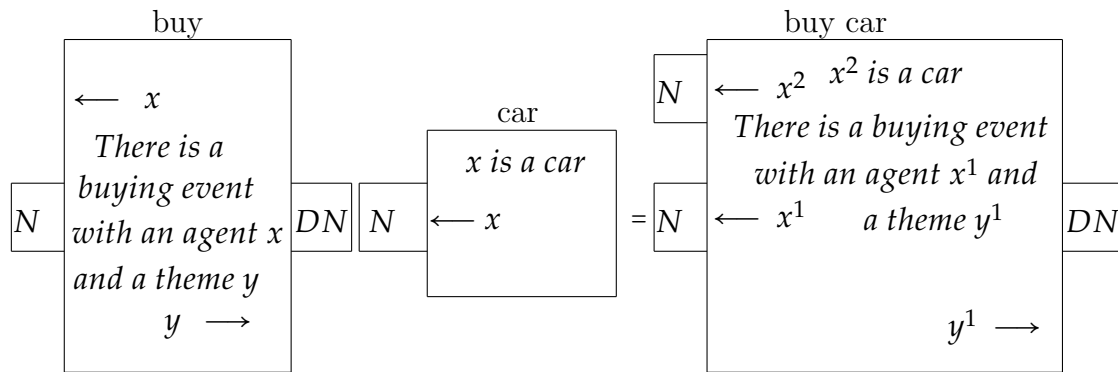 buy
← x
There is a
buying event
with an agent x
and a theme y
y →
N
DN
car
x is a car
← x
N
=
buy car
N
← x² x² is a car
There is a buying event
with an agent x¹ and
a theme y¹
N
← x¹
DN
y¹ →